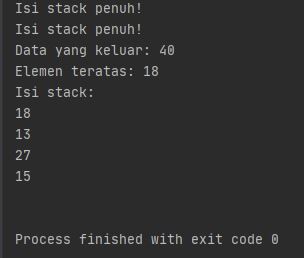 Isi stack penuh!
Isi stack penuh!
Data yang keluar: 40
Elemen teratas: 18
Isi stack:
18
13
27
15
Process finished with exit code 0